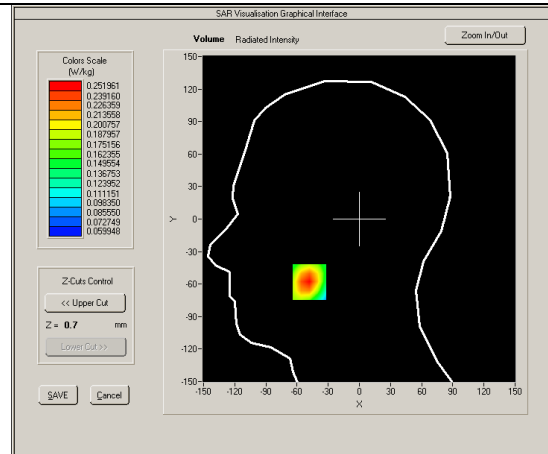 SAR Visualisation Graphical Interface
Volume Radiated Intensity
Zoom In/Out
Colors Scale
(W/kg)
0.251961
0.239160
0.226359
0.213558
0.200757
0.187957
0.175156
0.162355
0.149554
0.136753
0.123952
0.111151
0.098350
0.085550
0.072749
0.059948
Z-Cuts Control
<< Upper Cut
Z = 0.7 mm
Lower Cut >>
SAVE Cancel
150
120
90
60
30
0
-30
-60
-90
-120
-150
Y
-150 -120 -90 -60 -30 0 30 60 90 120 150
X